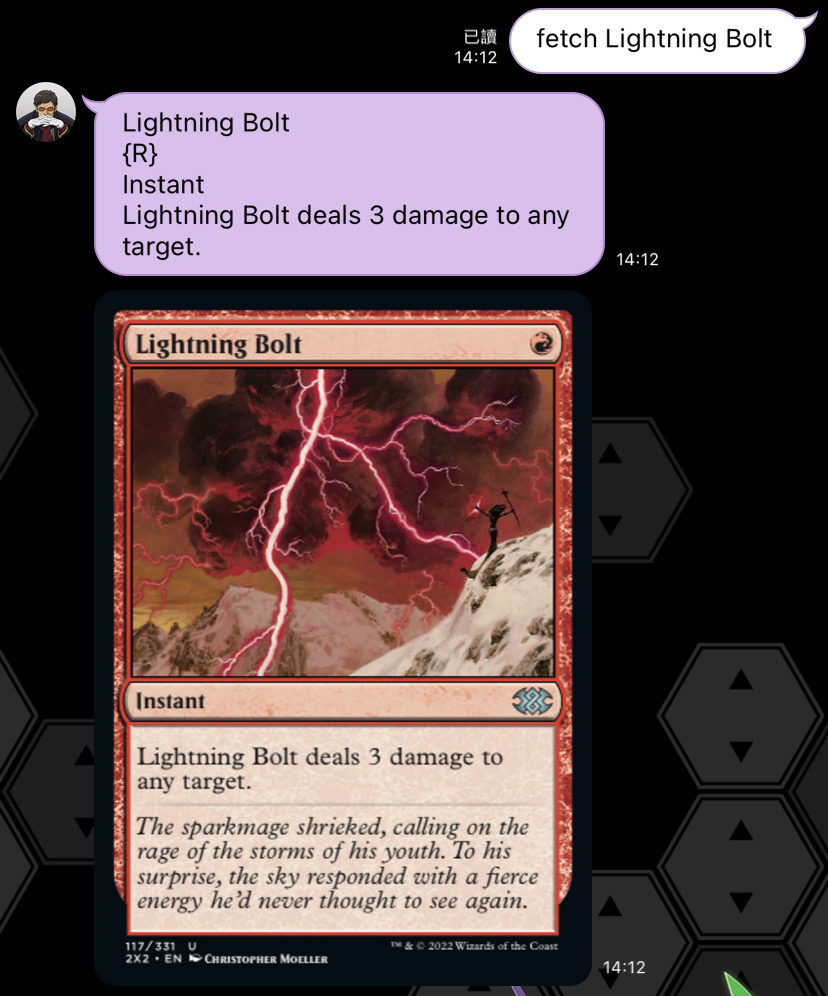 fetch Lightning Bolt
已讀
14:12
Lightning Bolt
{R}
Instant
Lightning Bolt deals 3 damage to any
target.
14:12
Lightning Bolt
Instant
Lightning Bolt deals 3 damage to
any target.
The sparkmage shrieked, calling on the
rage of the storms of his youth. To his
surprise, the sky responded with a fierce
energy he'd never thought to see again.
117/331 U
2X2 • EN Christopher Moeller
™ & © 2022 Wizards of the Coast
14:12